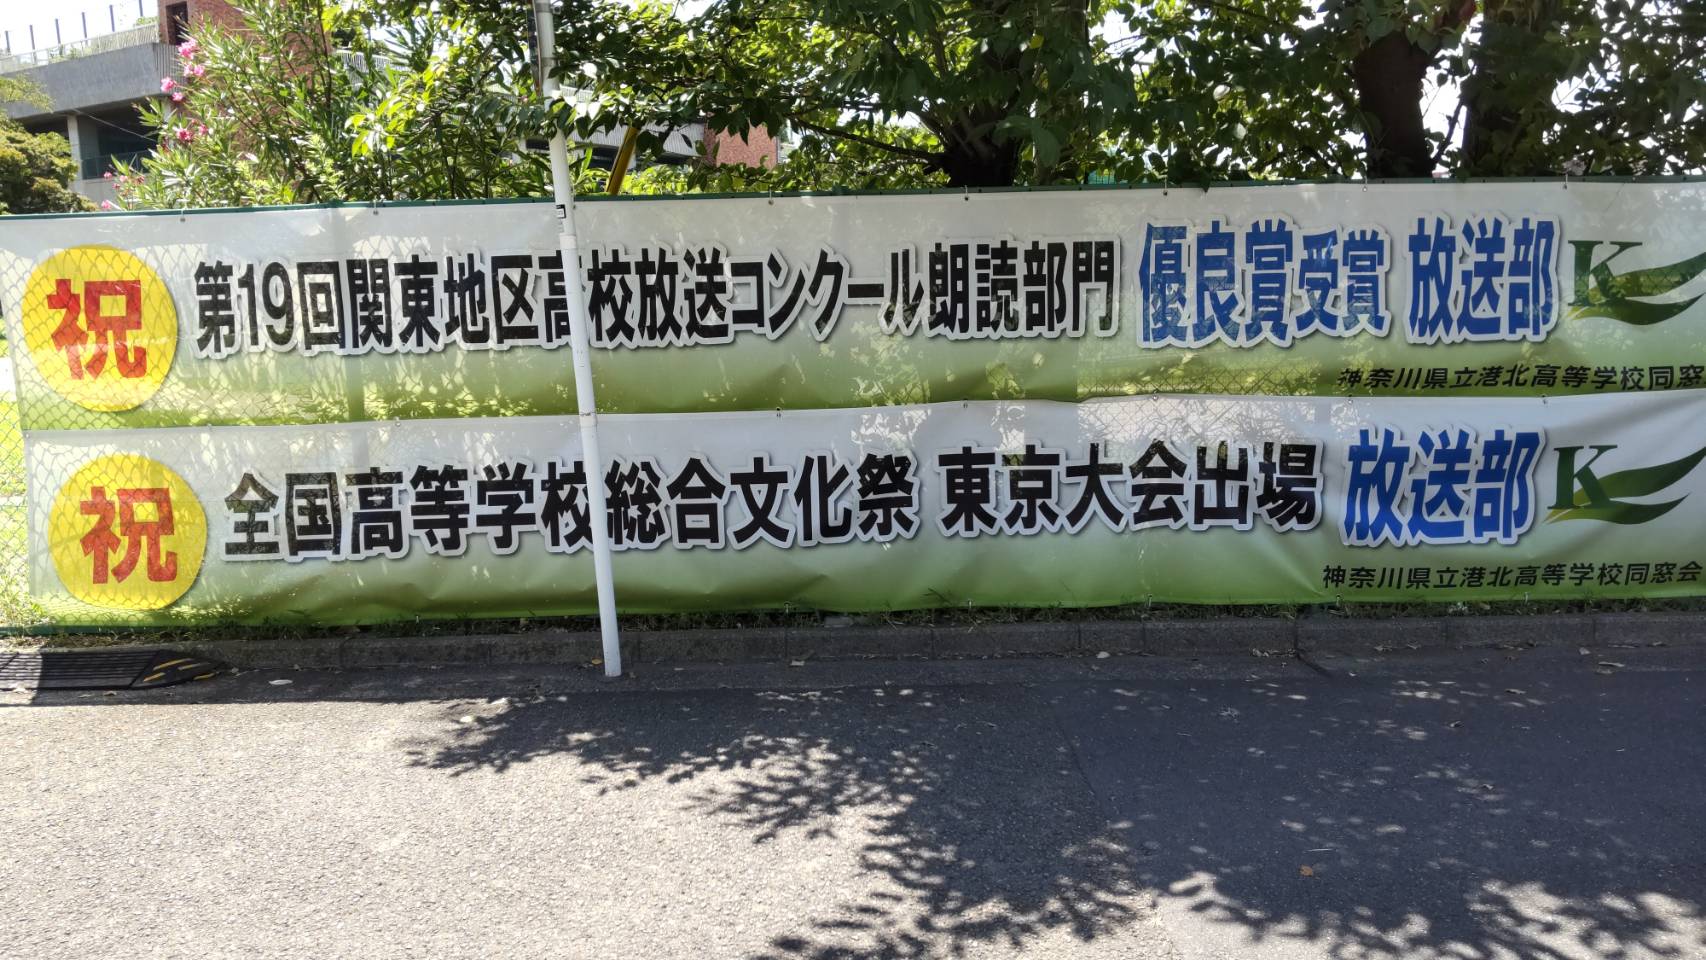 祝 第19回関東地区高校放送コンクール朗読部門 優良賞受賞 放送部 K
神奈川県立港北高等学校同窓会
祝 全国高等学校総合文化祭 東京大会出場 放送部 K
神奈川県立港北高等学校同窓会